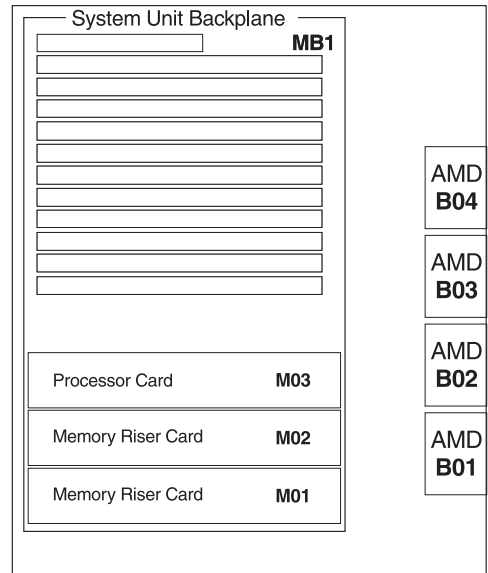 System Unit Backplane
MB1
AMD
B04
AMD
B03
AMD
B02
AMD
B01
Processor Card M03
Memory Riser Card M02
Memory Riser Card M01